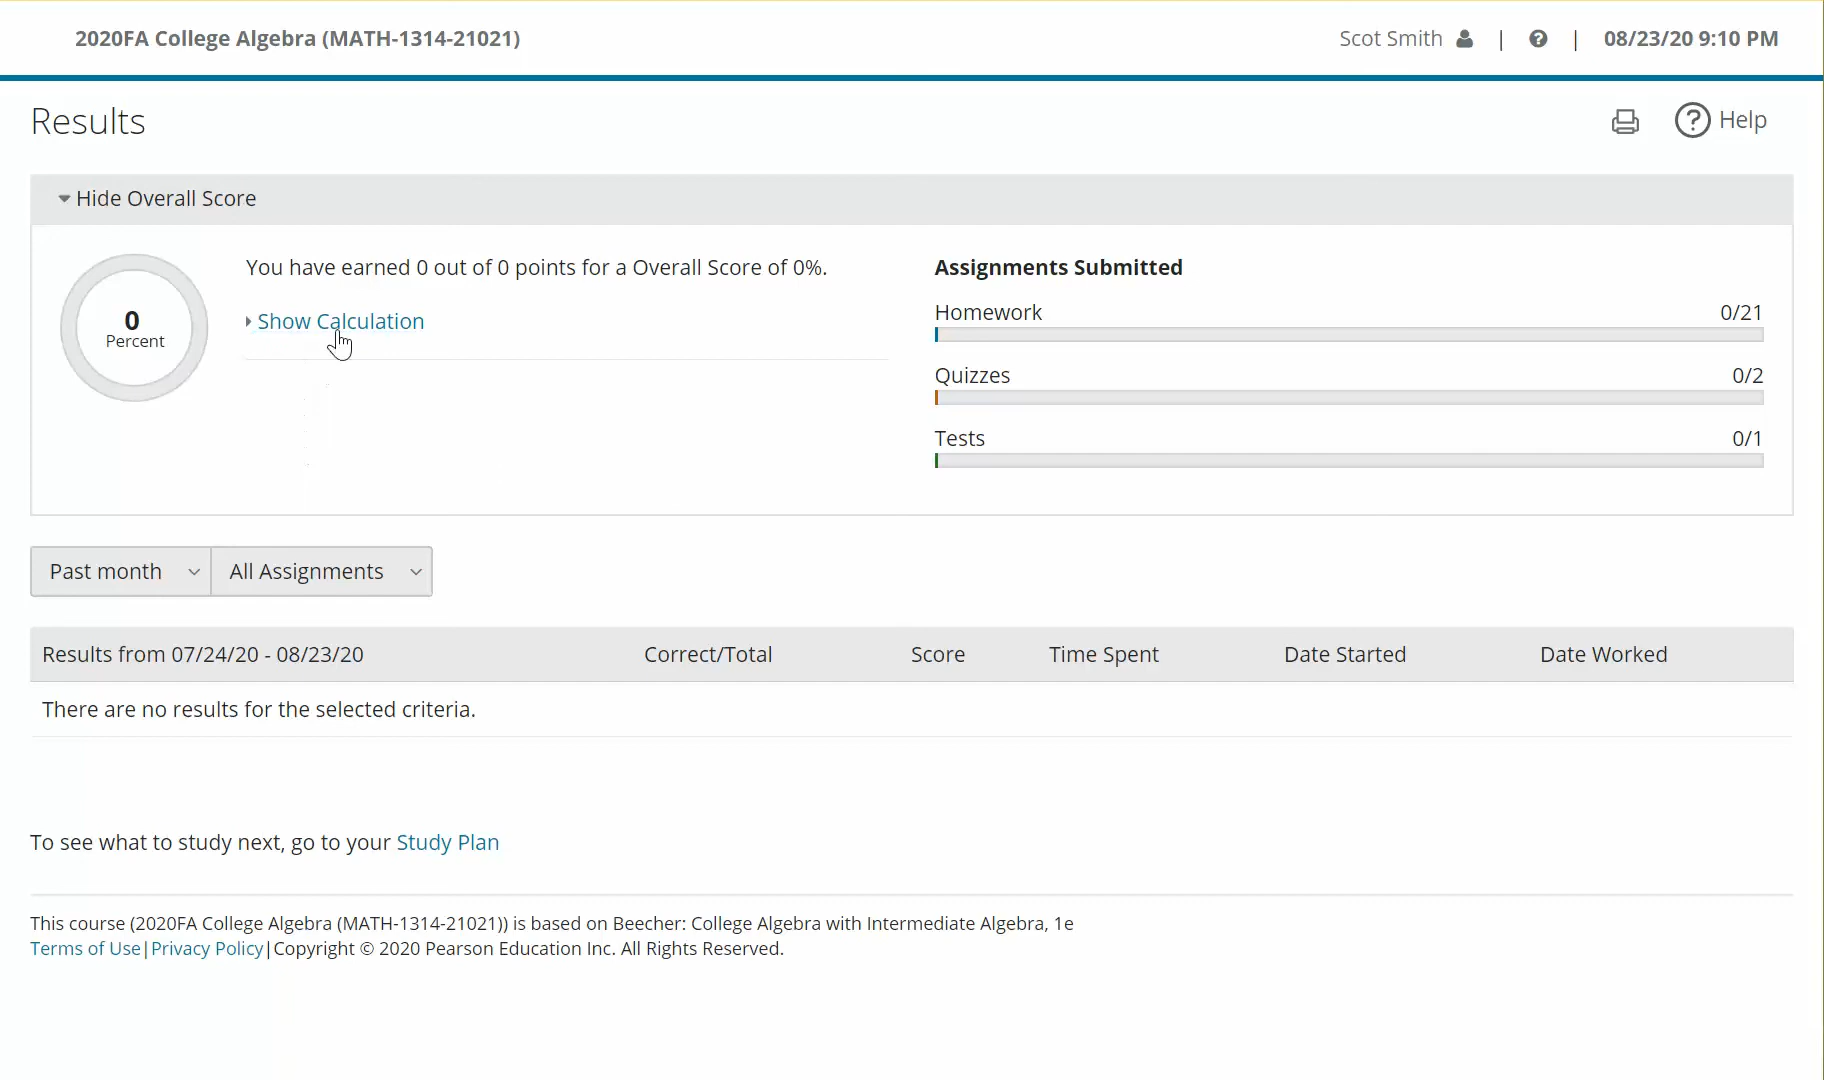 2020FA College Algebra (MATH-1314-21021)
Scot Smith | ? | 08/23/20 9:10 PM
Results
? Help
Hide Overall Score
0
Percent
You have earned 0 out of 0 points for a Overall Score of 0%.
Show Calculation
Assignments Submitted
Homework 0/21
Quizzes 0/2
Tests 0/1
Past month All Assignments
Results from 07/24/20 - 08/23/20 Correct/Total Score Time Spent Date Started Date Worked
There are no results for the selected criteria.
To see what to study next, go to your Study Plan
This course (2020FA College Algebra (MATH-1314-21021)) is based on Beecher: College Algebra with Intermediate Algebra, 1e
Terms of Use|Privacy Policy|Copyright © 2020 Pearson Education Inc. All Rights Reserved.